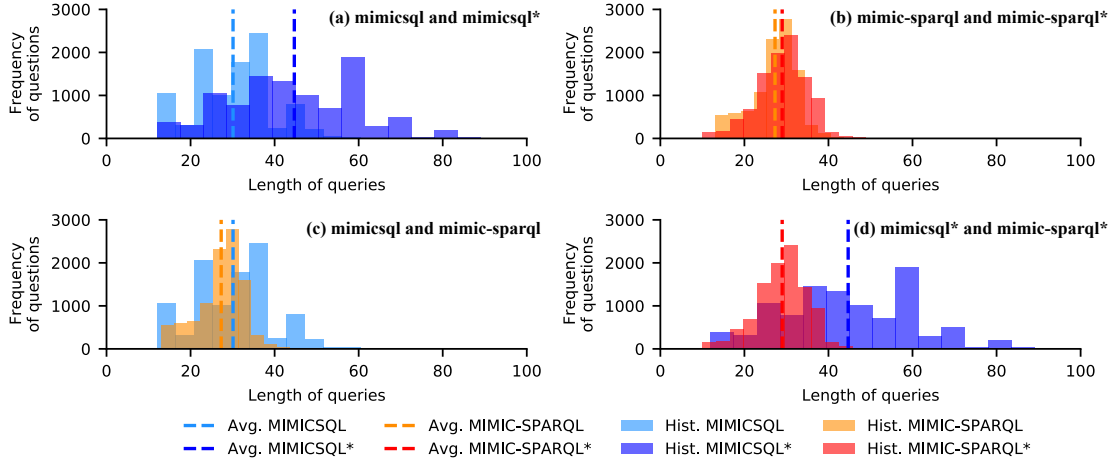 (a) mimicsql and mimicsql*
3000
2000
1000
0
Frequency
of questions
0 20 40 60 80 100
Length of queries
(b) mimic-sparql and mimic-sparql*
3000
2000
1000
0
Frequency
of questions
0 20 40 60 80 100
Length of queries
(c) mimicsql and mimic-sparql
3000
2000
1000
0
Frequency
of questions
0 20 40 60 80 100
Length of queries
(d) mimicsql* and mimic-sparql*
3000
2000
1000
0
Frequency
of questions
0 20 40 60 80 100
Length of queries
Avg. MIMICSQL Avg. MIMIC-SPARQL Hist. MIMICSQL Hist. MIMIC-SPARQL
Avg. MIMICSQL* Avg. MIMIC-SPARQL* Hist. MIMICSQL* Hist. MIMIC-SPARQL*